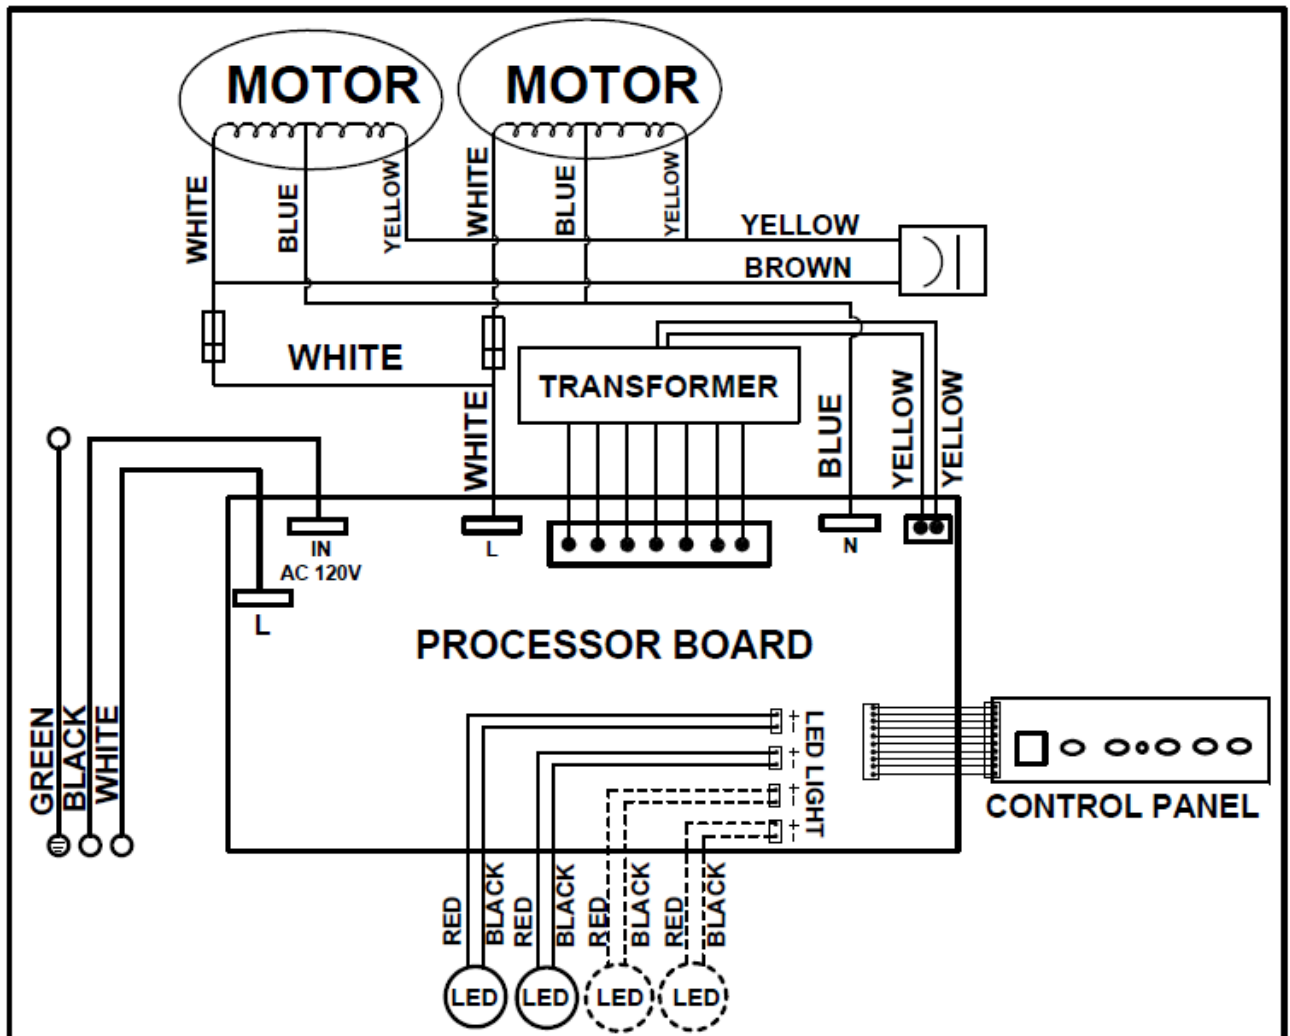 MOTOR
MOTOR
WHITE
BLUE
YELLOW
WHITE
BLUE
YELLOW
YELLOW
BROWN
WHITE
TRANSFORMER
WHITE
BLUE
YELLOW
YELLOW
IN
AC 120V
L
N
L
PROCESSOR BOARD
GREEN
BLACK
WHITE
+
−
+
−
+
−
+
−
LED LIGHT
CONTROL PANEL
RED
BLACK
RED
BLACK
RED
BLACK
RED
BLACK
LED
LED
LED
LED